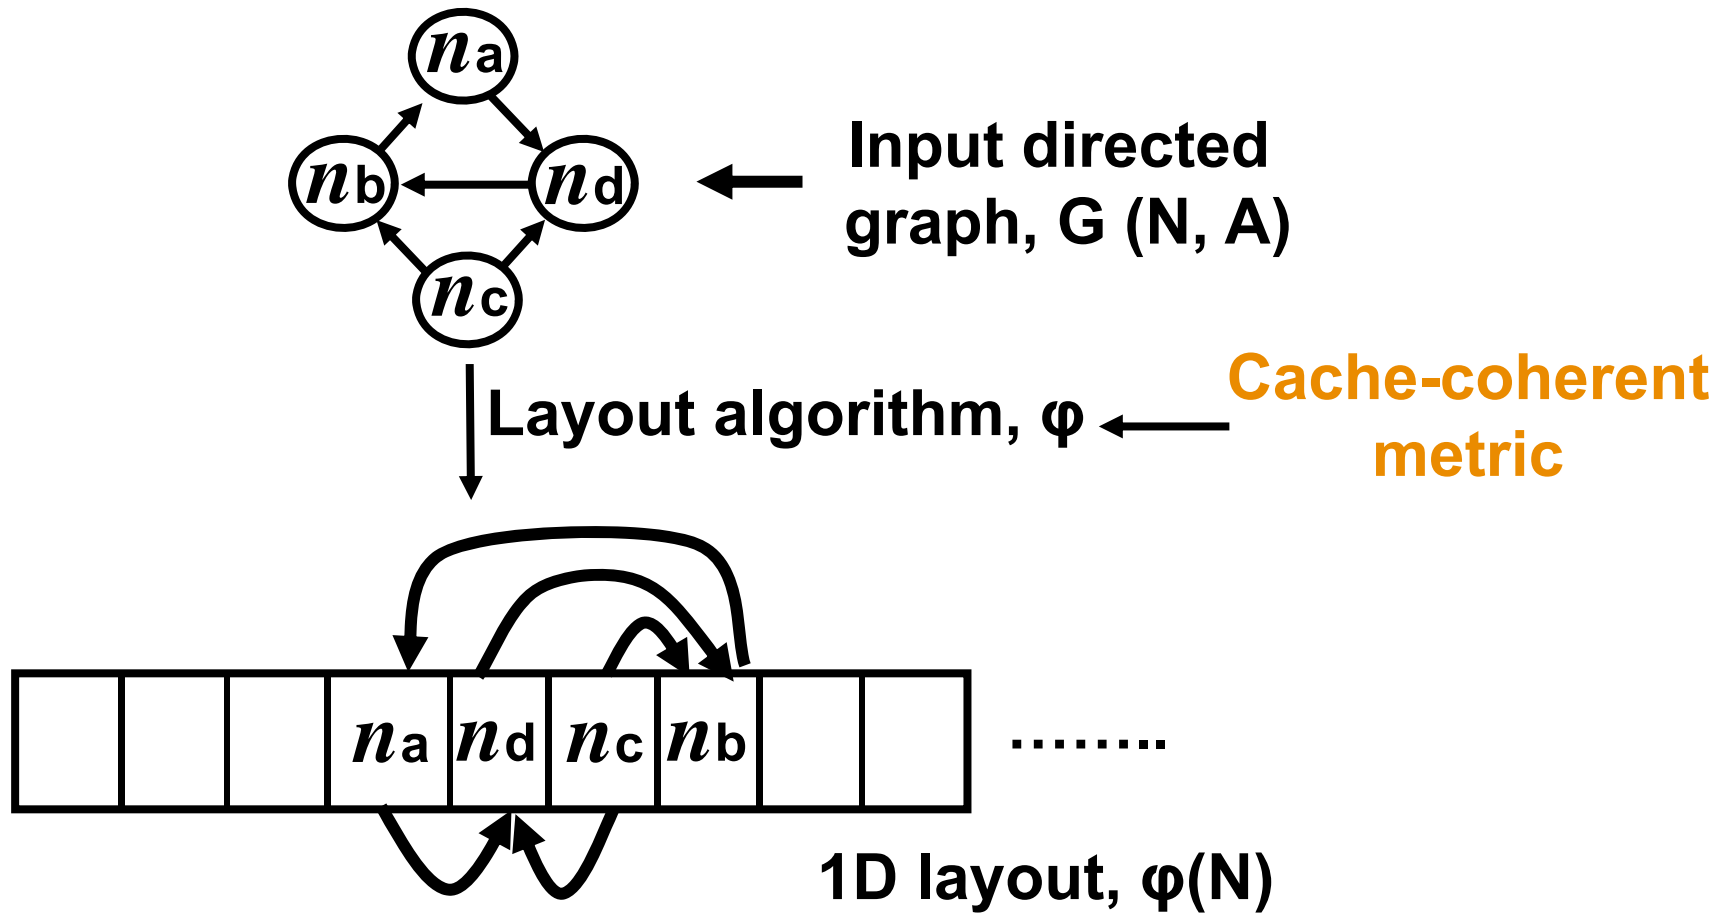 na
Input directed
nb nd
graph, G (N, A)
nc
Cache-coherent
Layout algorithm, φ
metric
na nd nc nb ........
1D layout, φ(N)